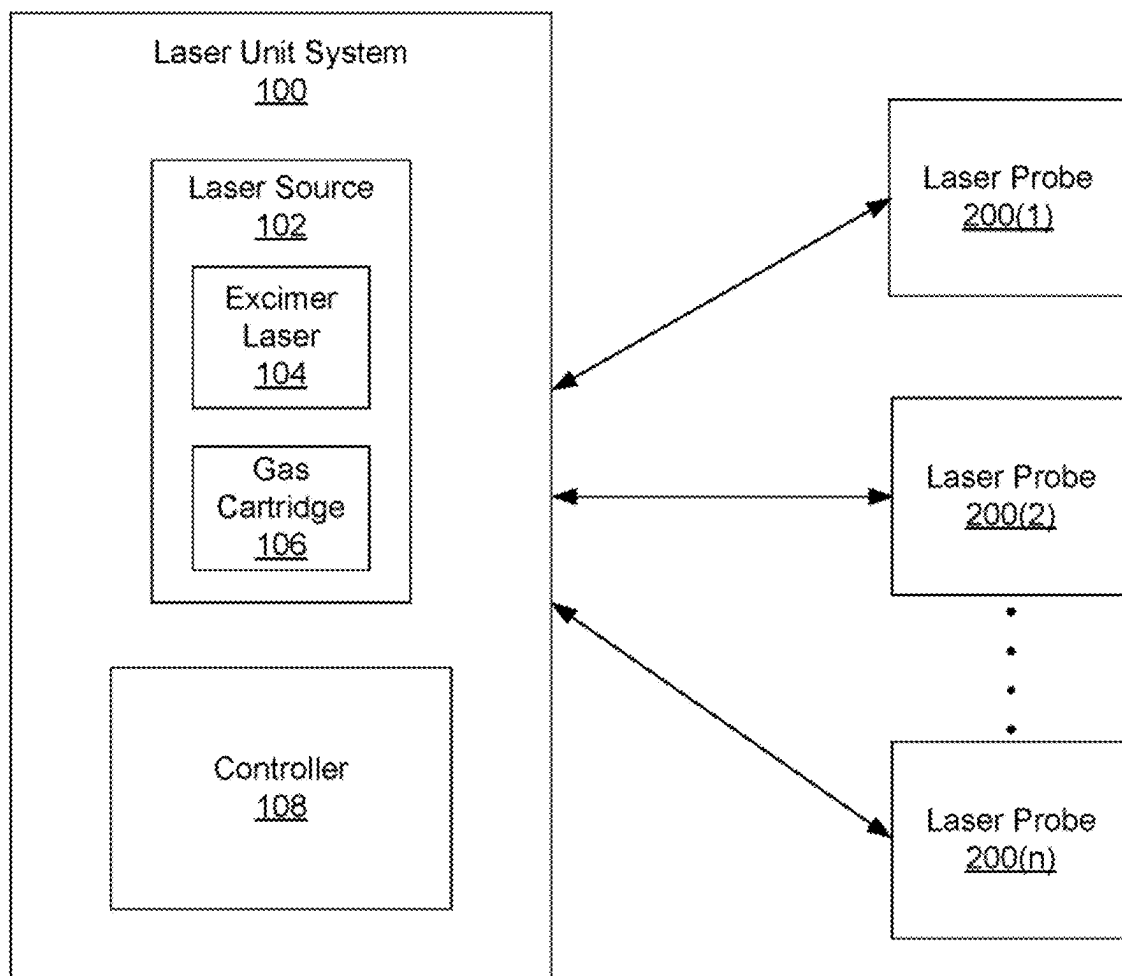 Laser Unit System
100
Laser Source
102
Excimer
Laser
104
Gas
Cartridge
106
Controller
108
Laser Probe
200(1)
Laser Probe
200(2)
Laser Probe
200(n)